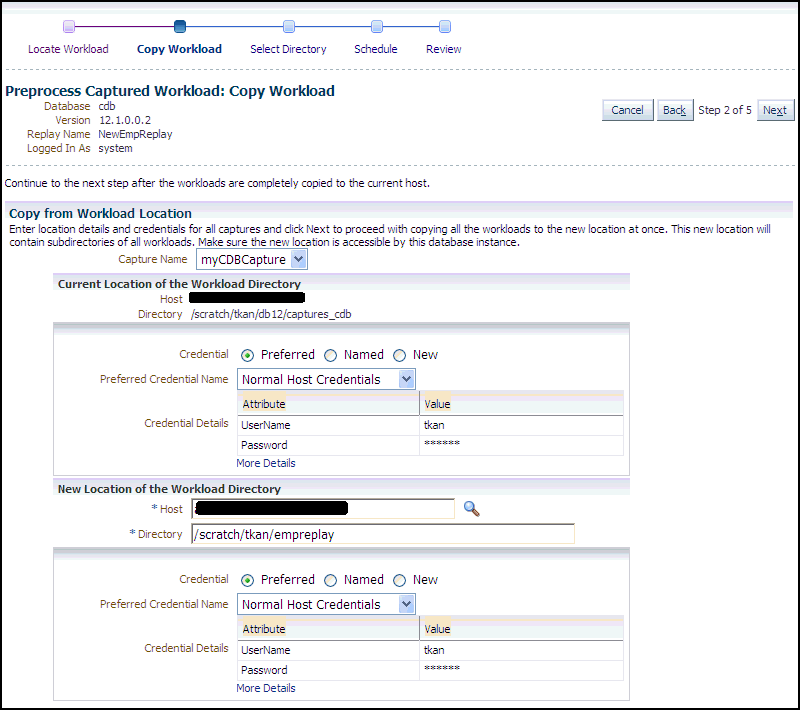 Locate Workload Copy Workload Select Directory Schedule Review
Preprocess Captured Workload: Copy Workload
Database cdb
Version 12.1.0.0.2
Replay Name NewEmpReplay
Logged In As system
Cancel Back Step 2 of 5 Next
Continue to the next step after the workloads are completely copied to the current host.
Copy from Workload Location
Enter location details and credentials for all captures and click Next to proceed with copying all the workloads to the new location at once. This new location will
contain subdirectories of all workloads. Make sure the new location is accessible by this database instance.
Capture Name myCDBCapture
Current Location of the Workload Directory
Host
Directory /scratch/tkan/db12/captures_cdb
Credential Preferred Named New
Preferred Credential Name Normal Host Credentials
Attribute Value
Credential Details UserName tkan
Password ******
More Details
New Location of the Workload Directory
* Host
* Directory /scratch/tkan/empreplay
Credential Preferred Named New
Preferred Credential Name Normal Host Credentials
Attribute Value
Credential Details UserName tkan
Password ******
More Details